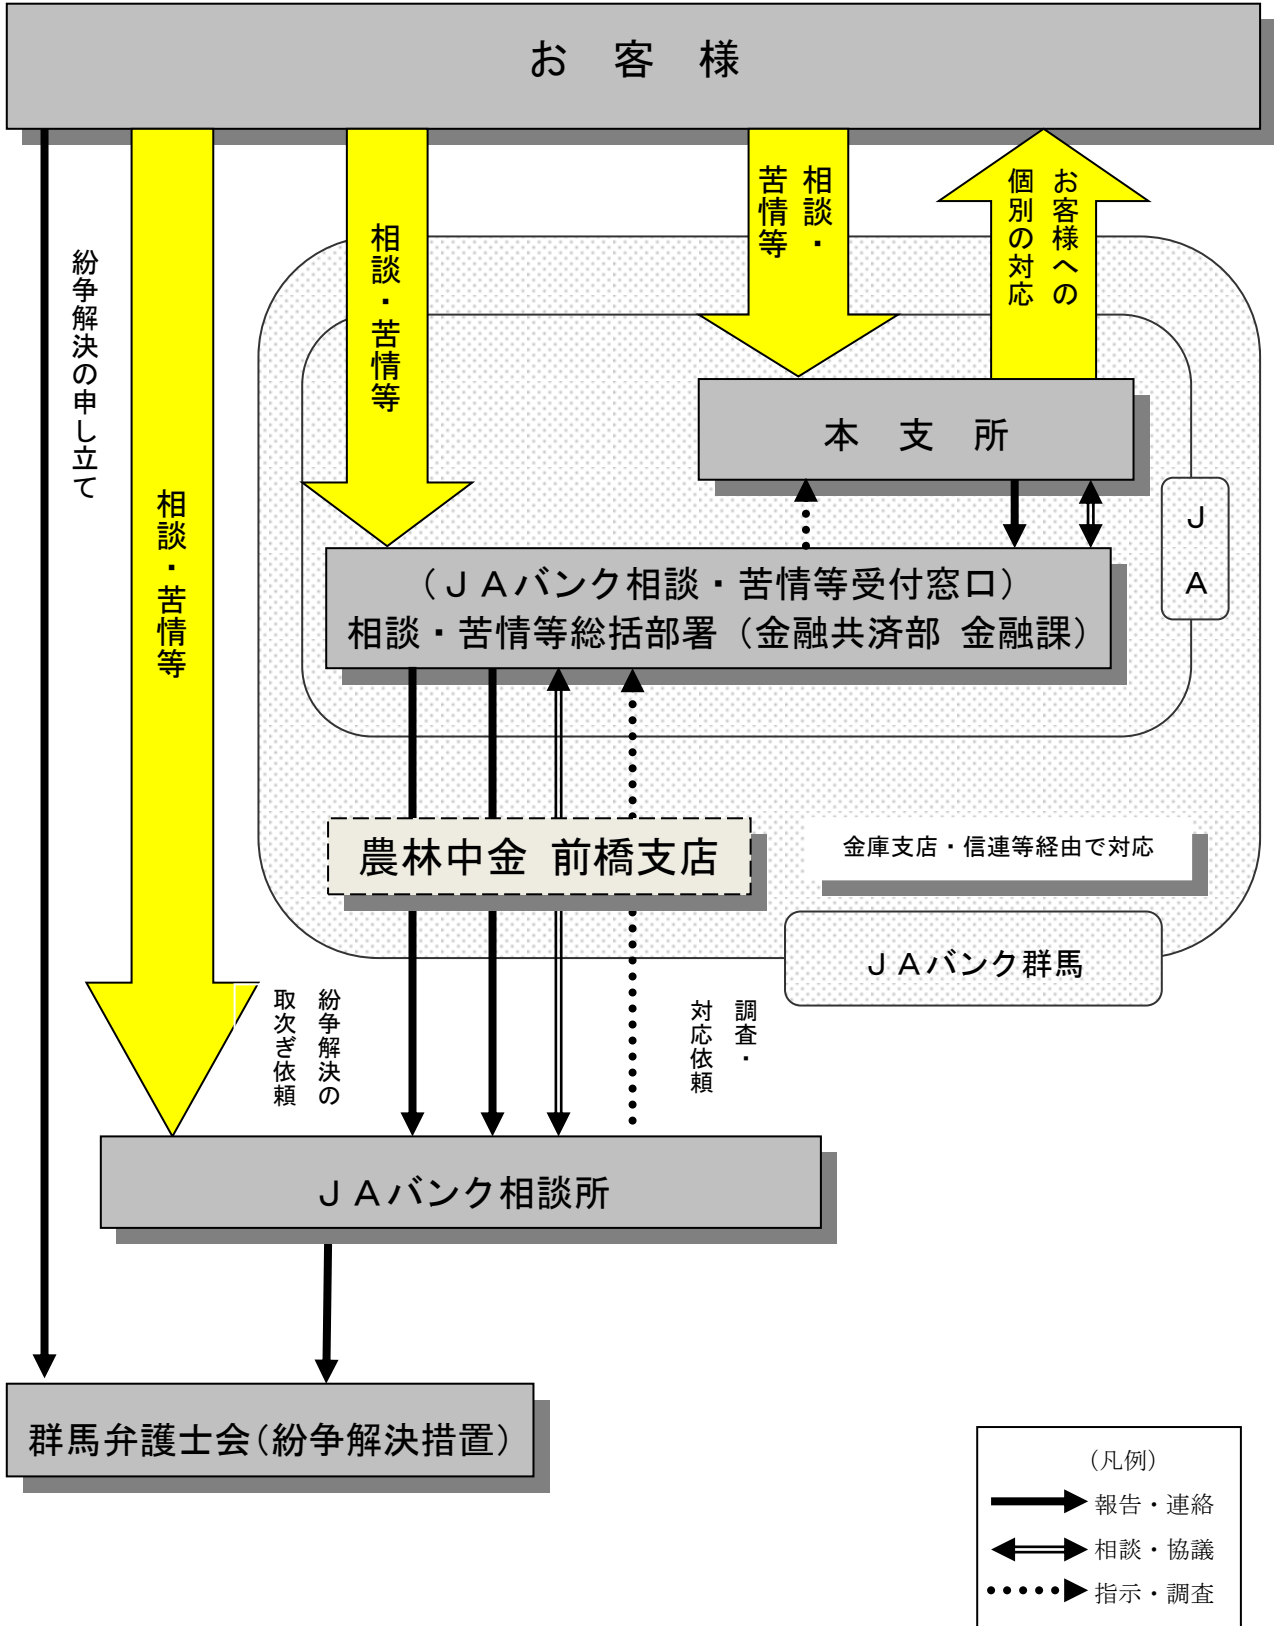 お　客　様
紛争解決の申し立て
相談・苦情等
相談・苦情等
相談・
苦情等
お客様への
個別の対応
本　支　所
ＪＡ
（ＪＡバンク相談・苦情等受付窓口）
相談・苦情等総括部署（金融共済部 金融課）
農林中金 前橋支店
金庫支店・信連等経由で対応
ＪＡバンク群馬
紛争解決の
取次ぎ依頼
調査・
対応依頼
ＪＡバンク相談所
群馬弁護士会（紛争解決措置）
（凡例）
報告・連絡
相談・協議
指示・調査